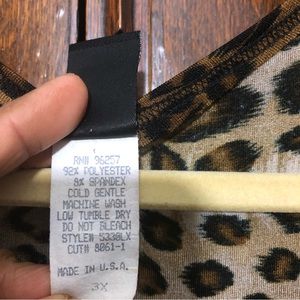 RN# 96257
92% POLYESTER
8% SPANDEX
COLD GENTLE
MACHINE WASH
LOW TUMBLE DRY
DO NOT BLEACH
STYLE# 5338LX
CUT# 8061-1
MADE IN U.S.A.
3X